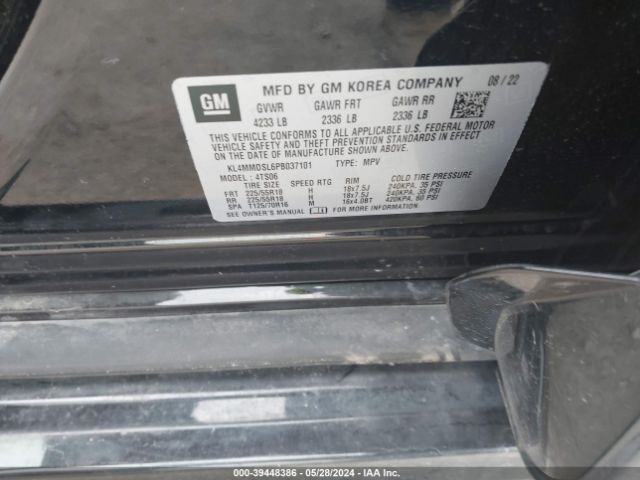 MFD BY GM KOREA COMPANY 08 / 22
GM
GVWR GAWR FRT GAWR RR
4233 LB 2336 LB 2336 LB
THIS VEHICLE CONFORMS TO ALL APPLICABLE U.S. FEDERAL MOTOR
VEHICLE SAFETY, BUMPER, AND THEFT PREVENTION STANDARDS IN EFFECT
ON THE DATE OF MANUFACTURE SHOWN ABOVE.
KL4MMDSL6PB037101 TYPE: MPV
MODEL: 4TS06
TIRE SIZE SPEED RTG RIM COLD TIRE PRESSURE
FRT 225/55R18 H 18x7.5J 240KPA, 35 PSI
RR 225/55R18 H 18x7.5J 240KPA, 35 PSI
SPA T125/70R16 M 16x4.0BT 420KPA, 60 PSI
SEE OWNER'S MANUAL FOR MORE INFORMATION.
000-39448386 - 05/28/2024 - IAA, Inc.